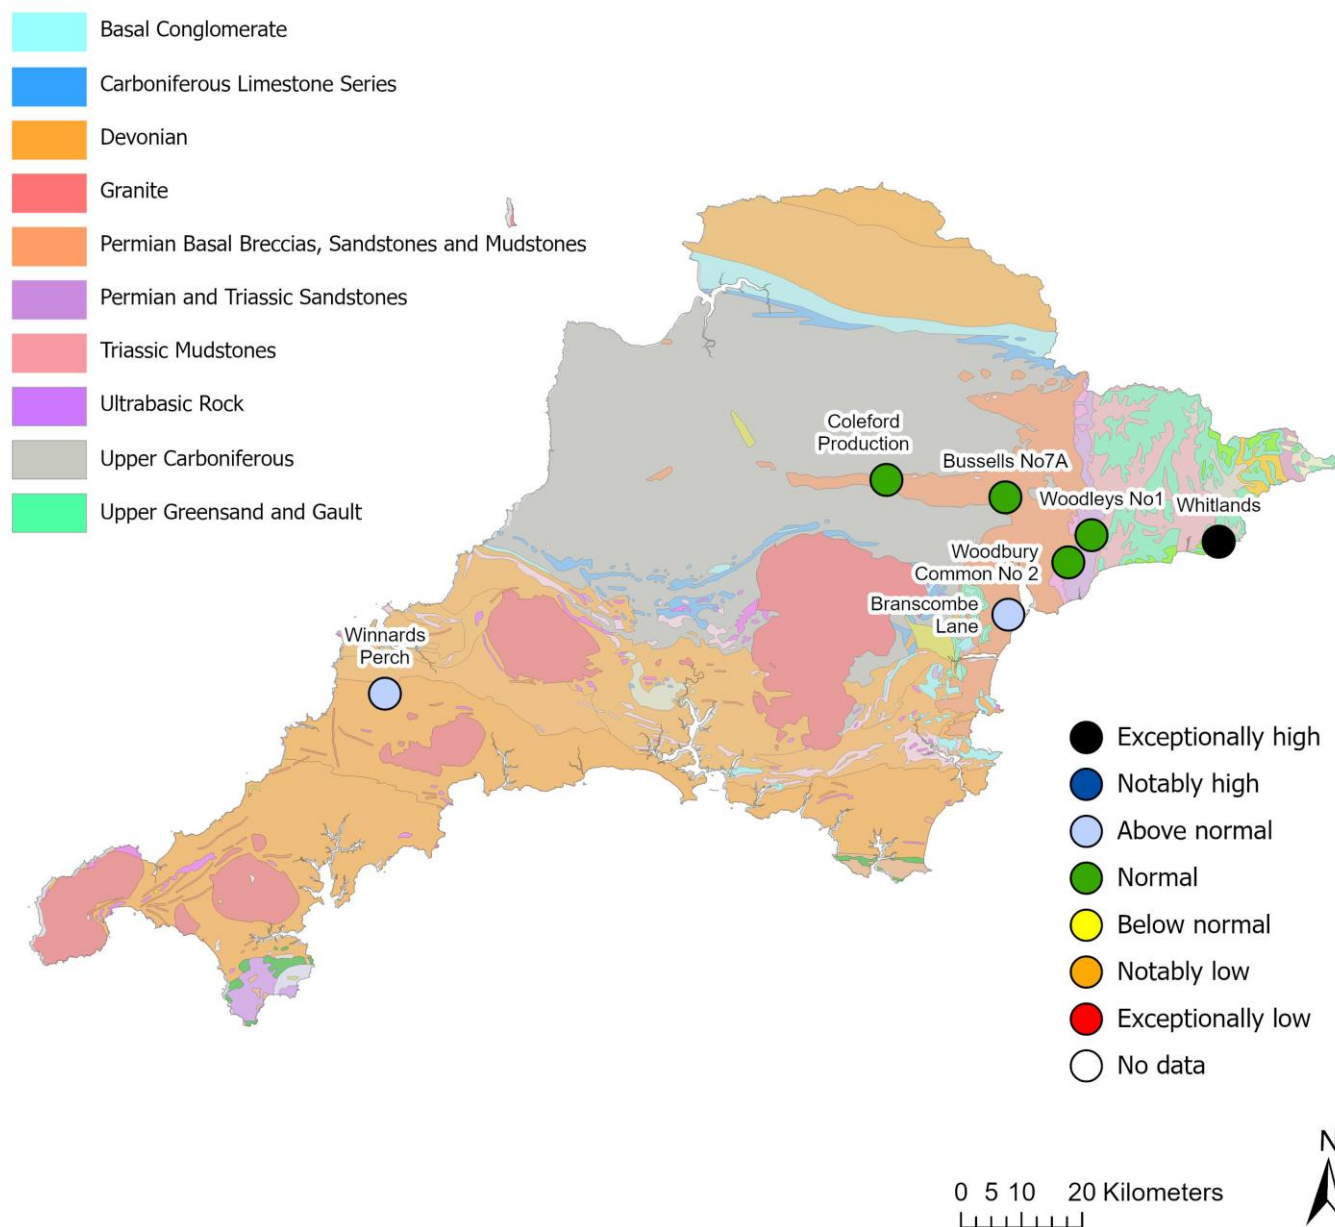 Basal Conglomerate
Carboniferous Limestone Series
Devonian
Granite
Permian Basal Breccias, Sandstones and Mudstones
Permian and Triassic Sandstones
Triassic Mudstones
Ultrabasic Rock
Upper Carboniferous
Upper Greensand and Gault
Coleford
Production
Bussells No7A
Woodleys No1
Whitlands
Woodbury
Common No 2
Branscombe
Lane
Winnards
Perch
Exceptionally high
Notably high
Above normal
Normal
Below normal
Notably low
Exceptionally low
No data
N
0 5 10 20 Kilometers